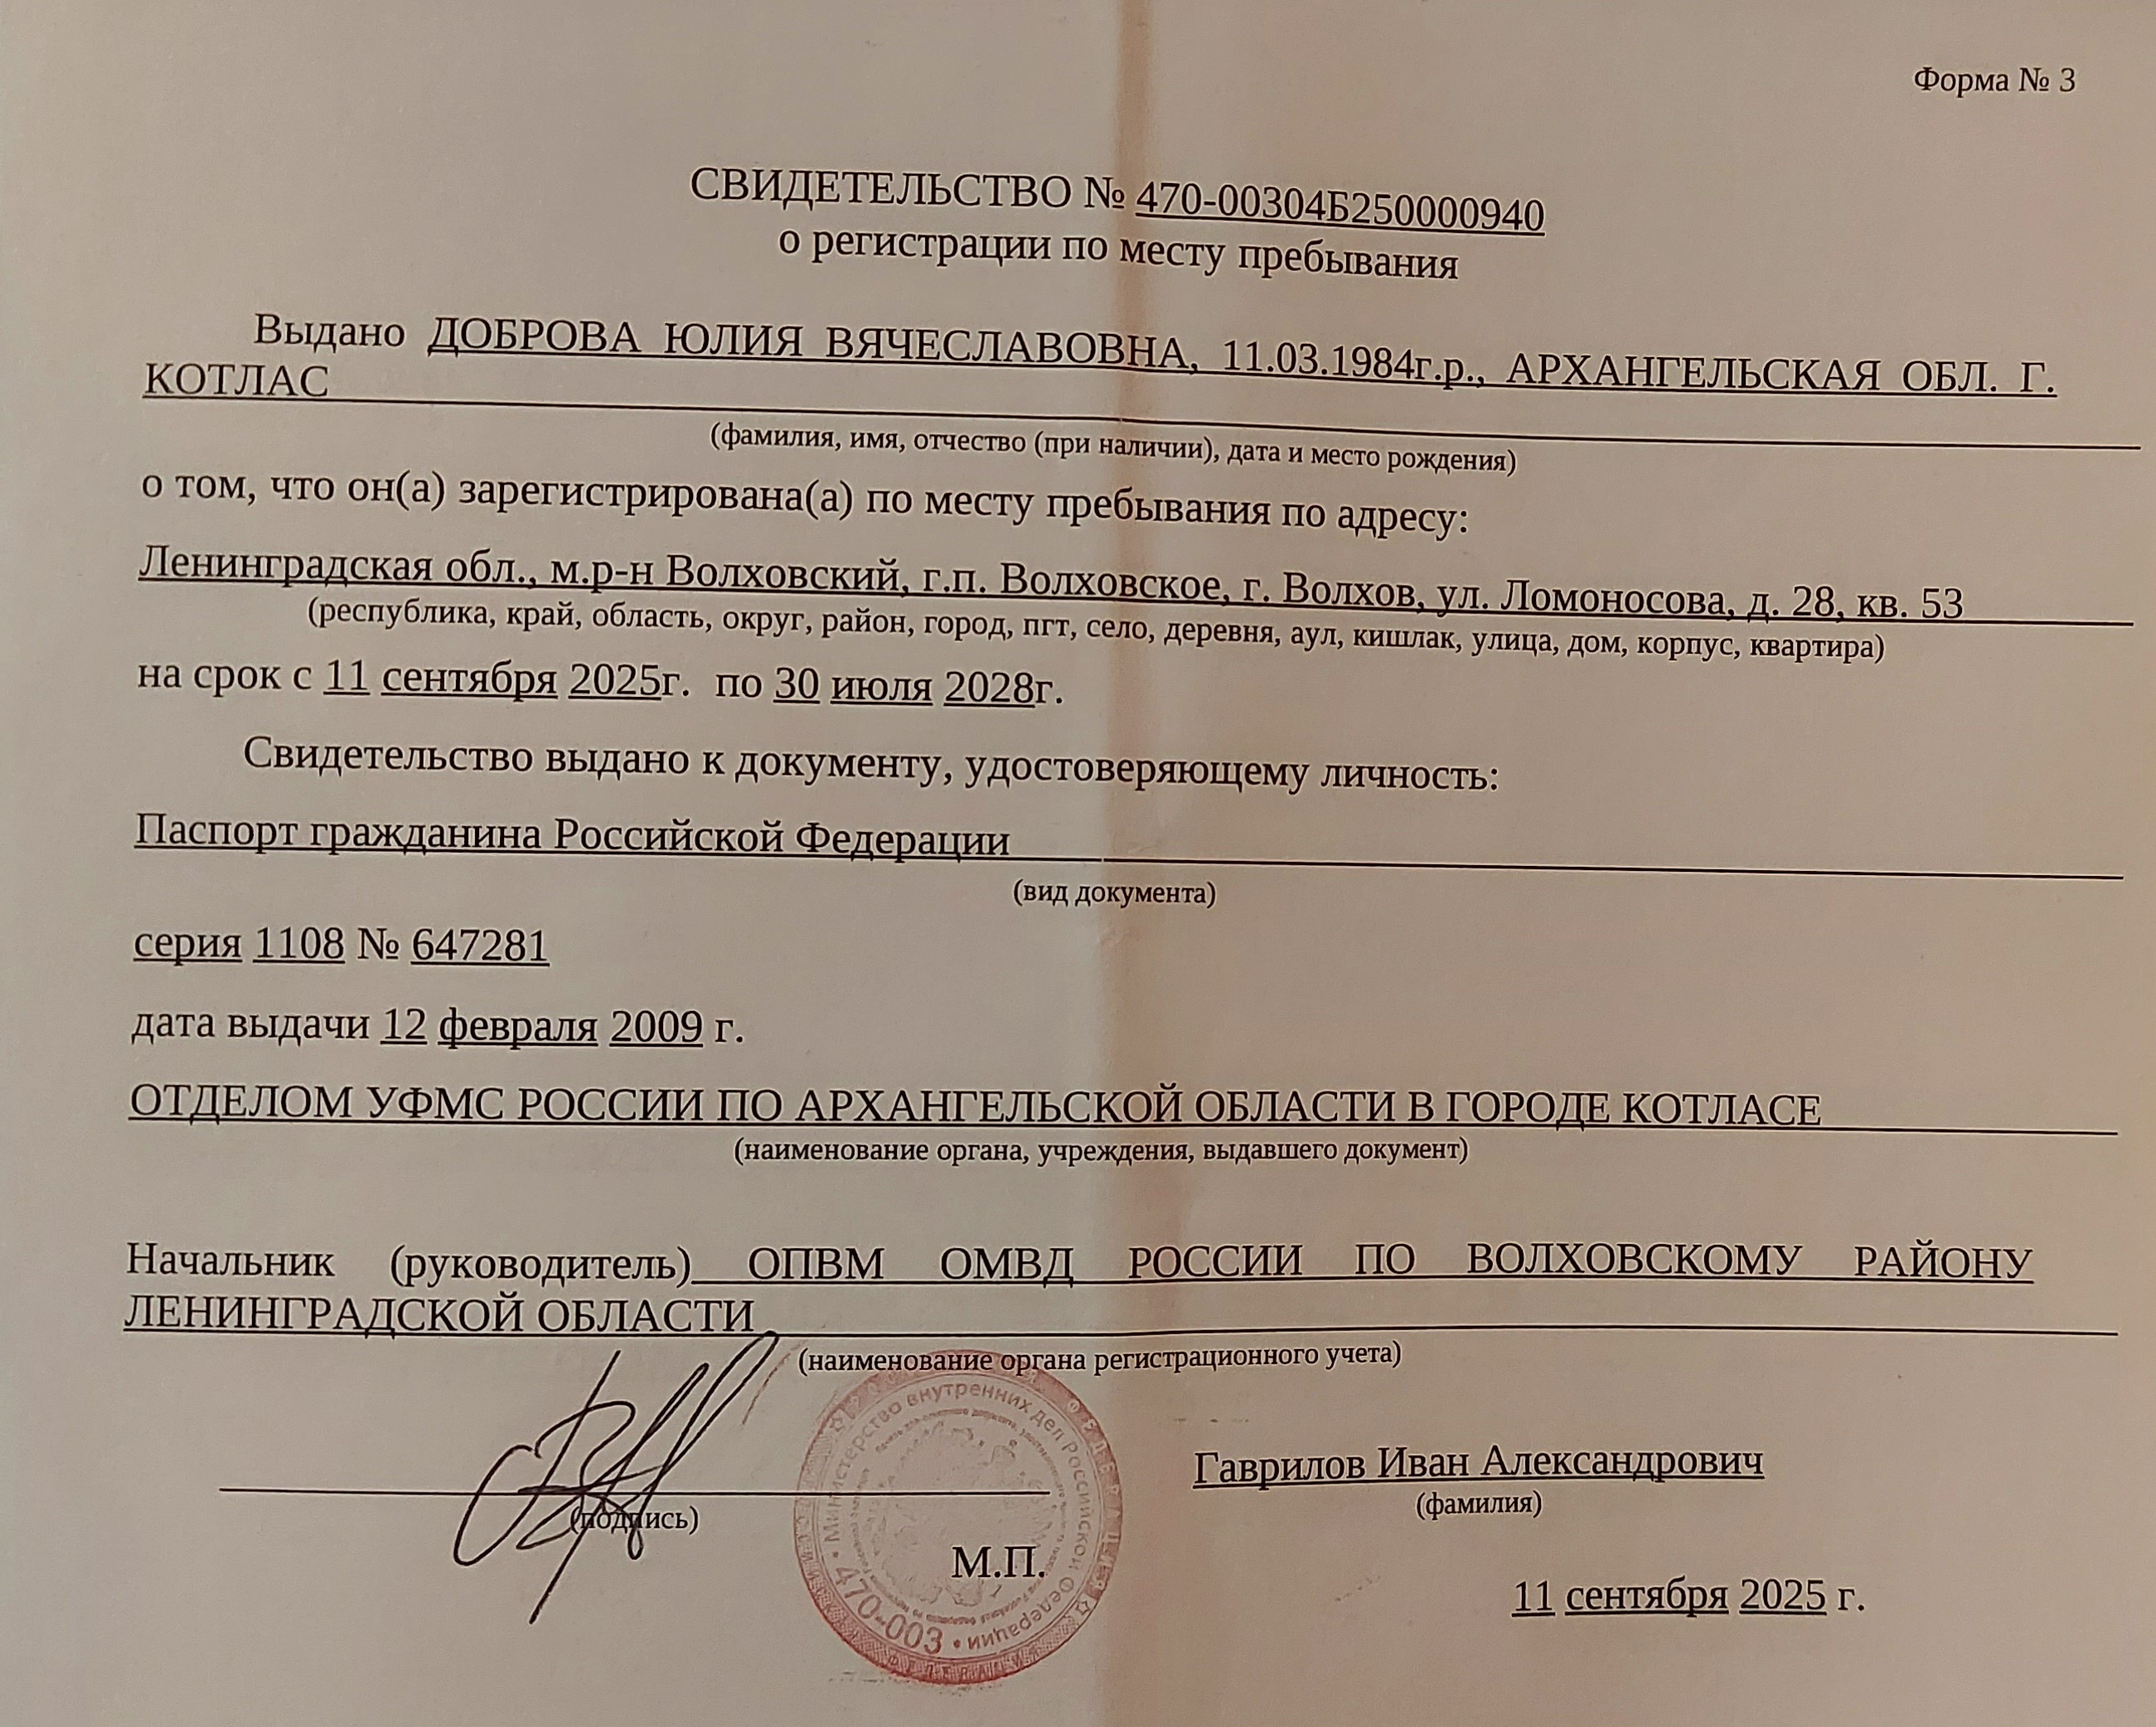 Форма № 3
СВИДЕТЕЛЬСТВО № 470-00304Б250000940
о регистрации по месту пребывания
Выдано ДОБРОВА ЮЛИЯ ВЯЧЕСЛАВОВНА, 11.03.1984г.р., АРХАНГЕЛЬСКАЯ ОБЛ. Г.
КОТЛАС
(фамилия, имя, отчество (при наличии), дата и место рождения)
о том, что он(а) зарегистрирована(а) по месту пребывания по адресу:
Ленинградская обл., м.р-н Волховский, г.п. Волховское, г. Волхов, ул. Ломоносова, д. 28, кв. 53
(республика, край, область, округ, район, город, пгт, село, деревня, аул, кишлак, улица, дом, корпус, квартира)
на срок с 11 сентября 2025г. по 30 июля 2028г.
Свидетельство выдано к документу, удостоверяющему личность:
Паспорт гражданина Российской Федерации
(вид документа)
серия 1108 № 647281
дата выдачи 12 февраля 2009 г.
ОТДЕЛОМ УФМС РОССИИ ПО АРХАНГЕЛЬСКОЙ ОБЛАСТИ В ГОРОДЕ КОТЛАСЕ
(наименование органа, учреждения, выдавшего документ)
Начальник (руководитель) ОПВМ ОМВД РОССИИ ПО ВОЛХОВСКОМУ РАЙОНУ
ЛЕНИНГРАДСКОЙ ОБЛАСТИ
(наименование органа регистрационного учета)
Гаврилов Иван Александрович
(фамилия)
(подпись)
М.П.
11 сентября 2025 г.
Министерство внутренних дел Российской Федерации
470-003